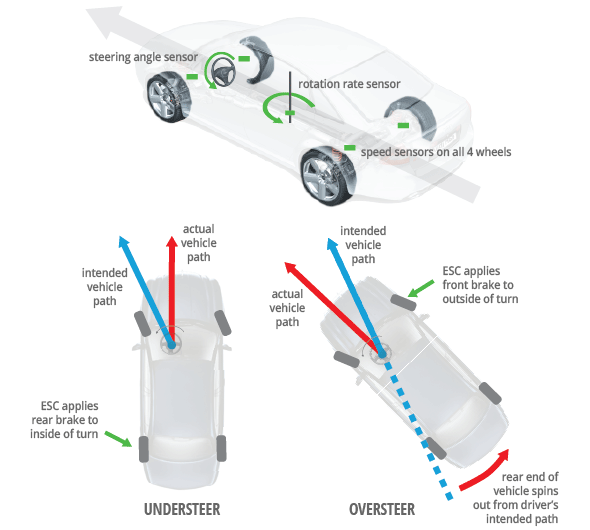 steering angle sensor
rotation rate sensor
speed sensors on all 4 wheels
actual
vehicle
path
intended
vehicle
path
ESC applies
rear brake to
inside of turn
UNDERSTEER
intended
vehicle
path
actual
vehicle
path
ESC applies
front brake to
outside of turn
rear end of
vehicle spins
out from driver's
intended path
OVERSTEER